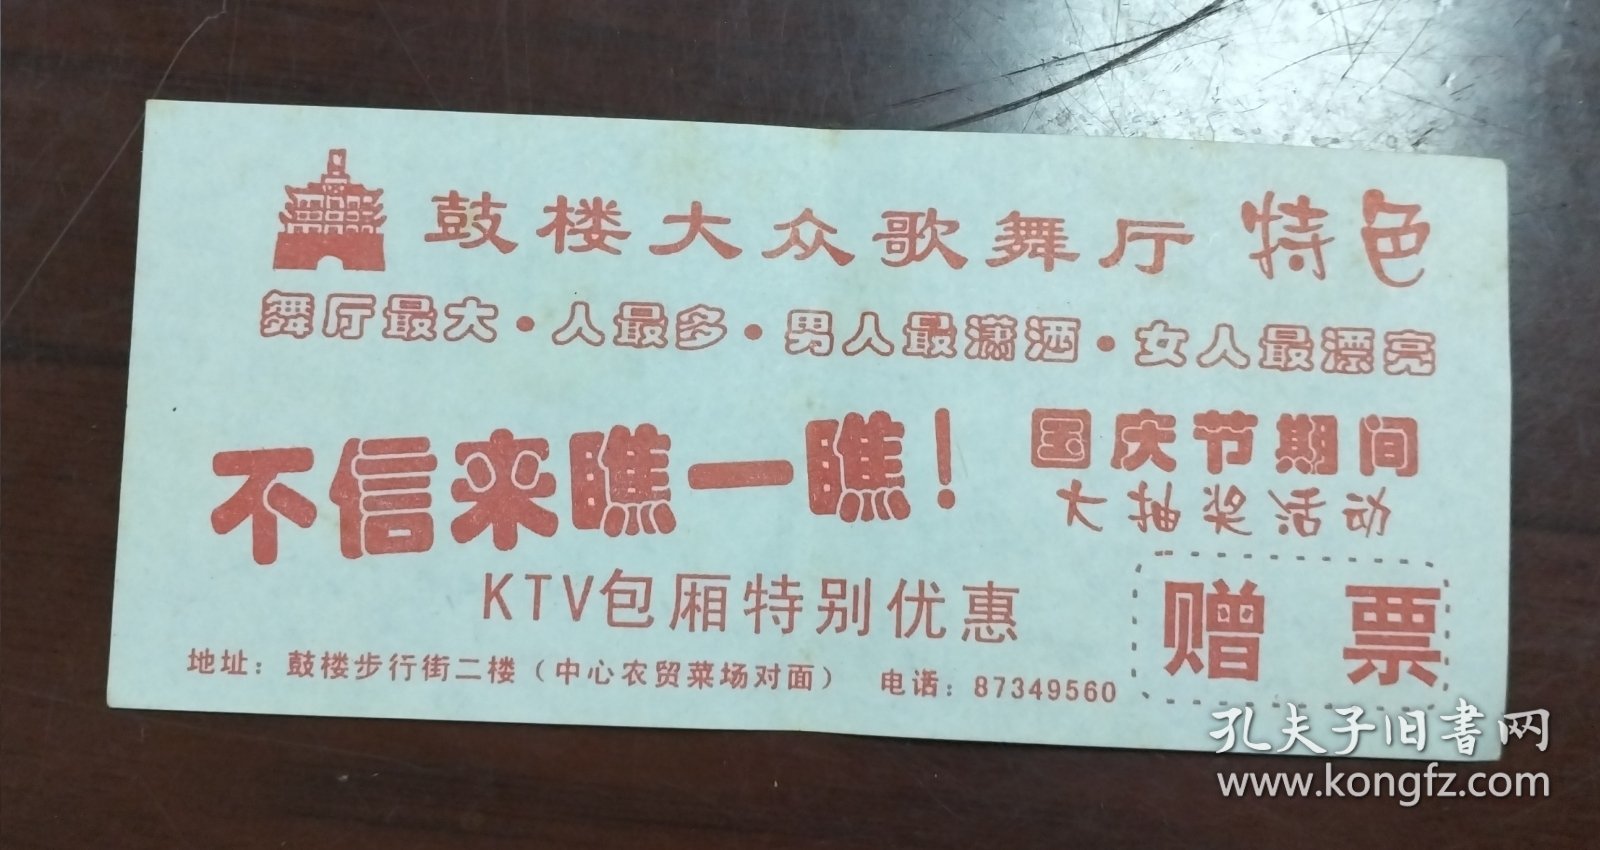 鼓楼大众歌舞厅 特色
舞厅最大·人最多·男人最潇洒·女人最漂亮
不信来瞧一瞧！
国庆节期间
大抽奖活动
KTV包厢特别优惠
赠票
地址：鼓楼步行街二楼（中心农贸菜场对面） 电话：87349560
孔夫子旧書网
www.kongfz.com